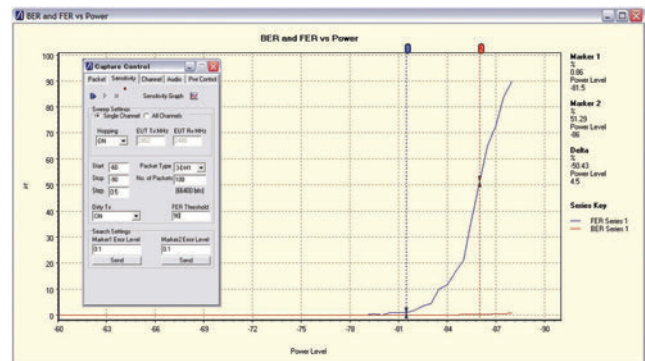 BER and FER vs Power
BER and FER vs Power
Capture Control
Packet Sensitivity Channel Audio Pwr Control
Sensitivity Graph
Sweep Settings
Single Channel All Channels
Hopping EUT Tx MHz EUT Rx MHz
ON
Start -60 Packet Type 3-DH1
Stop -90 No. of Packets 100
Step 0.5 (66400 bits)
Dirty Tx FER Threshold
ON 90
Search Settings
Marker1 Error Level Marker2 Error Level
0.1 0.1
Send Send
100
90
80
70
60
50
40
30
20
10
0
-60 -63 -66 -69 -72 -75 -78 -81 -84 -87 -90
Power Level
Marker 1
%
0.86
Power Level
-81.5
Marker 2
%
51.29
Power Level
-86
Delta
%
-50.43
Power Level
4.5
Series Key
FER Series 1
BER Series 1